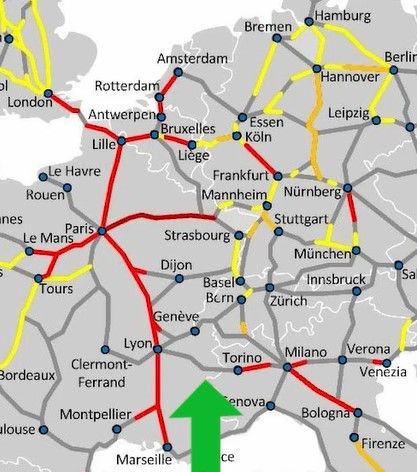 Hamburg
Bremen
Amsterdam
Berlin
Hannover
Rotterdam
London
Antwerpen
Essen
Leipzig
Bruxelles
Köln
Lille
Liège
Le Havre
Frankfurt
Rouen
Mannheim
Nürnberg
Paris
Stuttgart
Strasbourg
Le Mans
München
Dijon
Basel
Innsbruck
Tours
Bern
Zürich
Genève
Lyon
Torino
Milano
Verona
Clermont-
Ferrand
Venezia
Bordeaux
Montpellier
Bologna
Marseille
Firenze